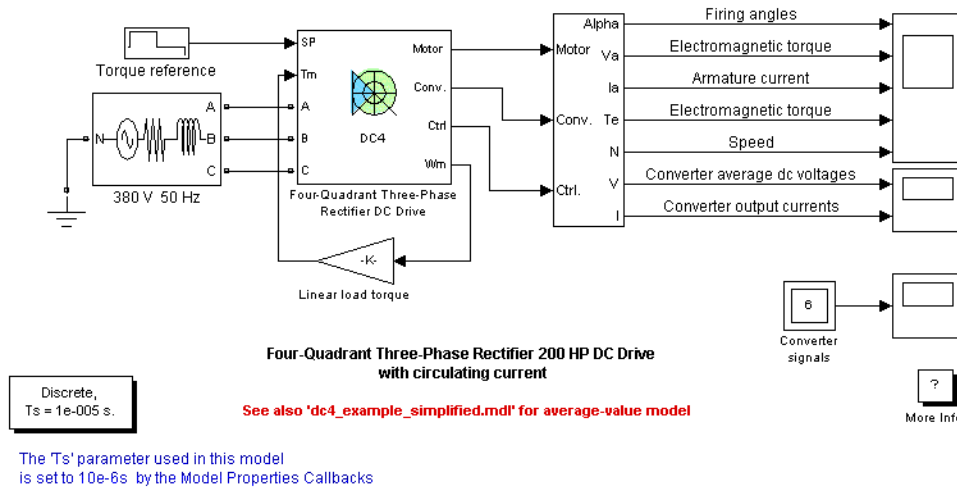 Torque reference
N
A
B
C
380 V  50 Hz
SP
Tm
A
B
C
Motor
Conv.
Ctrl
Wm
DC4
Four-Quadrant Three-Phase
Rectifier DC Drive
-K-
Linear load torque
Motor
Conv.
Ctrl.
Alpha
Va
Ia
Te
N
V
I
Firing angles
Electromagnetic torque
Armature current
Electromagnetic torque
Speed
Converter average dc voltages
Converter output currents
6
Converter
signals
Four-Quadrant Three-Phase Rectifier 200 HP DC Drive
with circulating current
See also 'dc4_example_simplified.mdl' for average-value model
Discrete,
Ts = 1e-005 s.
?
More Info
The 'Ts' parameter used in this model
is set to 10e-6s  by the Model Properties Callbacks